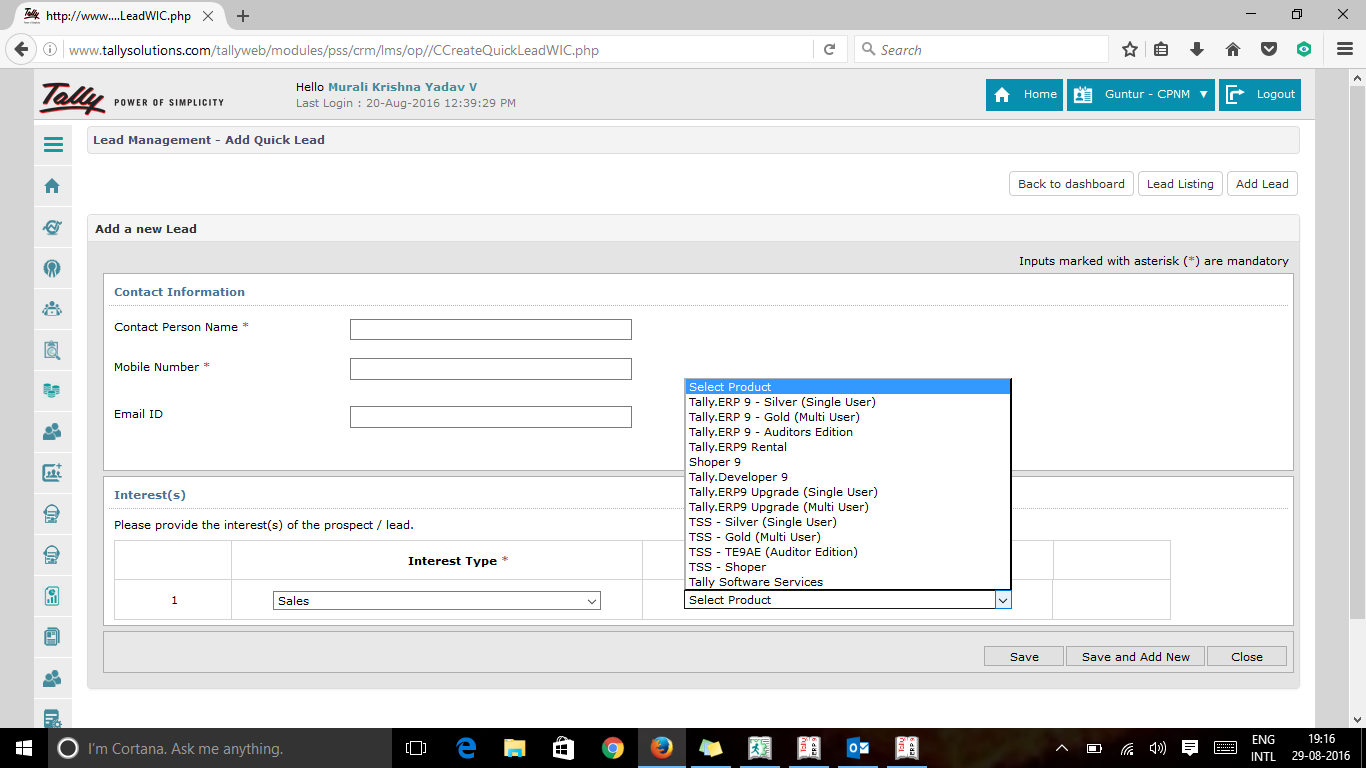 Tally http://www....LeadWIC.php
www.tallysolutions.com/tallyweb/modules/pss/crm/lms/op//CCreateQuickLeadWIC.php
Search
Tally POWER OF SIMPLICITY
Hello Murali Krishna Yadav V
Last Login : 20-Aug-2016 12:39:29 PM
Home
Guntur - CPNM
Logout
Lead Management - Add Quick Lead
Back to dashboard
Lead Listing
Add Lead
Add a new Lead
Inputs marked with asterisk (*) are mandatory
Contact Information
Contact Person Name *
Mobile Number *
Email ID
Select Product
Tally.ERP 9 - Silver (Single User)
Tally.ERP 9 - Gold (Multi User)
Tally.ERP 9 - Auditors Edition
Tally.ERP9 Rental
Shoper 9
Tally.Developer 9
Tally.ERP9 Upgrade (Single User)
Tally.ERP9 Upgrade (Multi User)
TSS - Silver (Single User)
TSS - Gold (Multi User)
TSS - TE9AE (Auditor Edition)
TSS - Shoper
Tally Software Services
Interest(s)
Please provide the interest(s) of the prospect / lead.
Interest Type *
1
Sales
Select Product
Save
Save and Add New
Close
I'm Cortana. Ask me anything.
ENG
INTL
19:16
29-08-2016